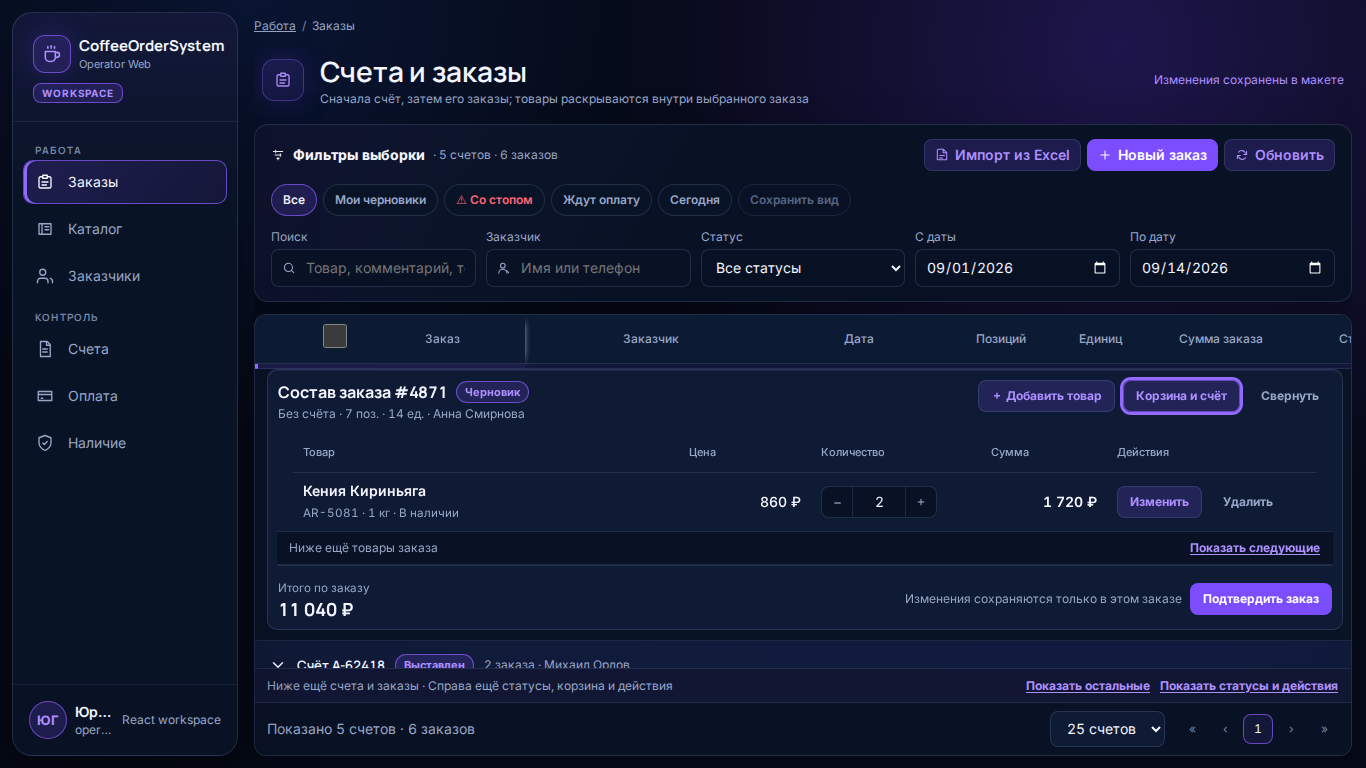 CoffeeOrderSystem
Operator Web
WORKSPACE
РАБОТА
Заказы
Каталог
Заказчики
КОНТРОЛЬ
Счета
Оплата
Наличие
ЮГ
Юр...
oper...
React workspace
Работа / Заказы
Счета и заказы
Сначала счёт, затем его заказы; товары раскрываются внутри выбранного заказа
Изменения сохранены в макете
Фильтры выборки · 5 счетов · 6 заказов
Импорт из Excel
+ Новый заказ
Обновить
Все
Мои черновики
⚠ Со стопом
Ждут оплату
Сегодня
Сохранить вид
Поиск
Заказчик
Статус
С даты
По дату
Товар, комментарий, т
Имя или телефон
Все статусы
09/01/2026
09/14/2026
Заказ
Заказчик
Дата
Позиций
Единиц
Сумма заказа
Ст
Состав заказа #4871
Черновик
Без счёта · 7 поз. · 14 ед. · Анна Смирнова
+ Добавить товар
Корзина и счёт
Свернуть
Товар
Цена
Количество
Сумма
Действия
Кения Кириньяга
AR-5081 · 1 кг · В наличии
860 ₽
− 2 +
1 720 ₽
Изменить
Удалить
Ниже ещё товары заказа
Показать следующие
Итого по заказу
11 040 ₽
Изменения сохраняются только в этом заказе
Подтвердить заказ
Счёт A-62418
Выставлен
2 заказа · Михаил Орлов
Ниже ещё счета и заказы · Справа ещё статусы, корзина и действия
Показать остальные
Показать статусы и действия
Показано 5 счетов · 6 заказов
25 счетов
« ‹ 1 › »